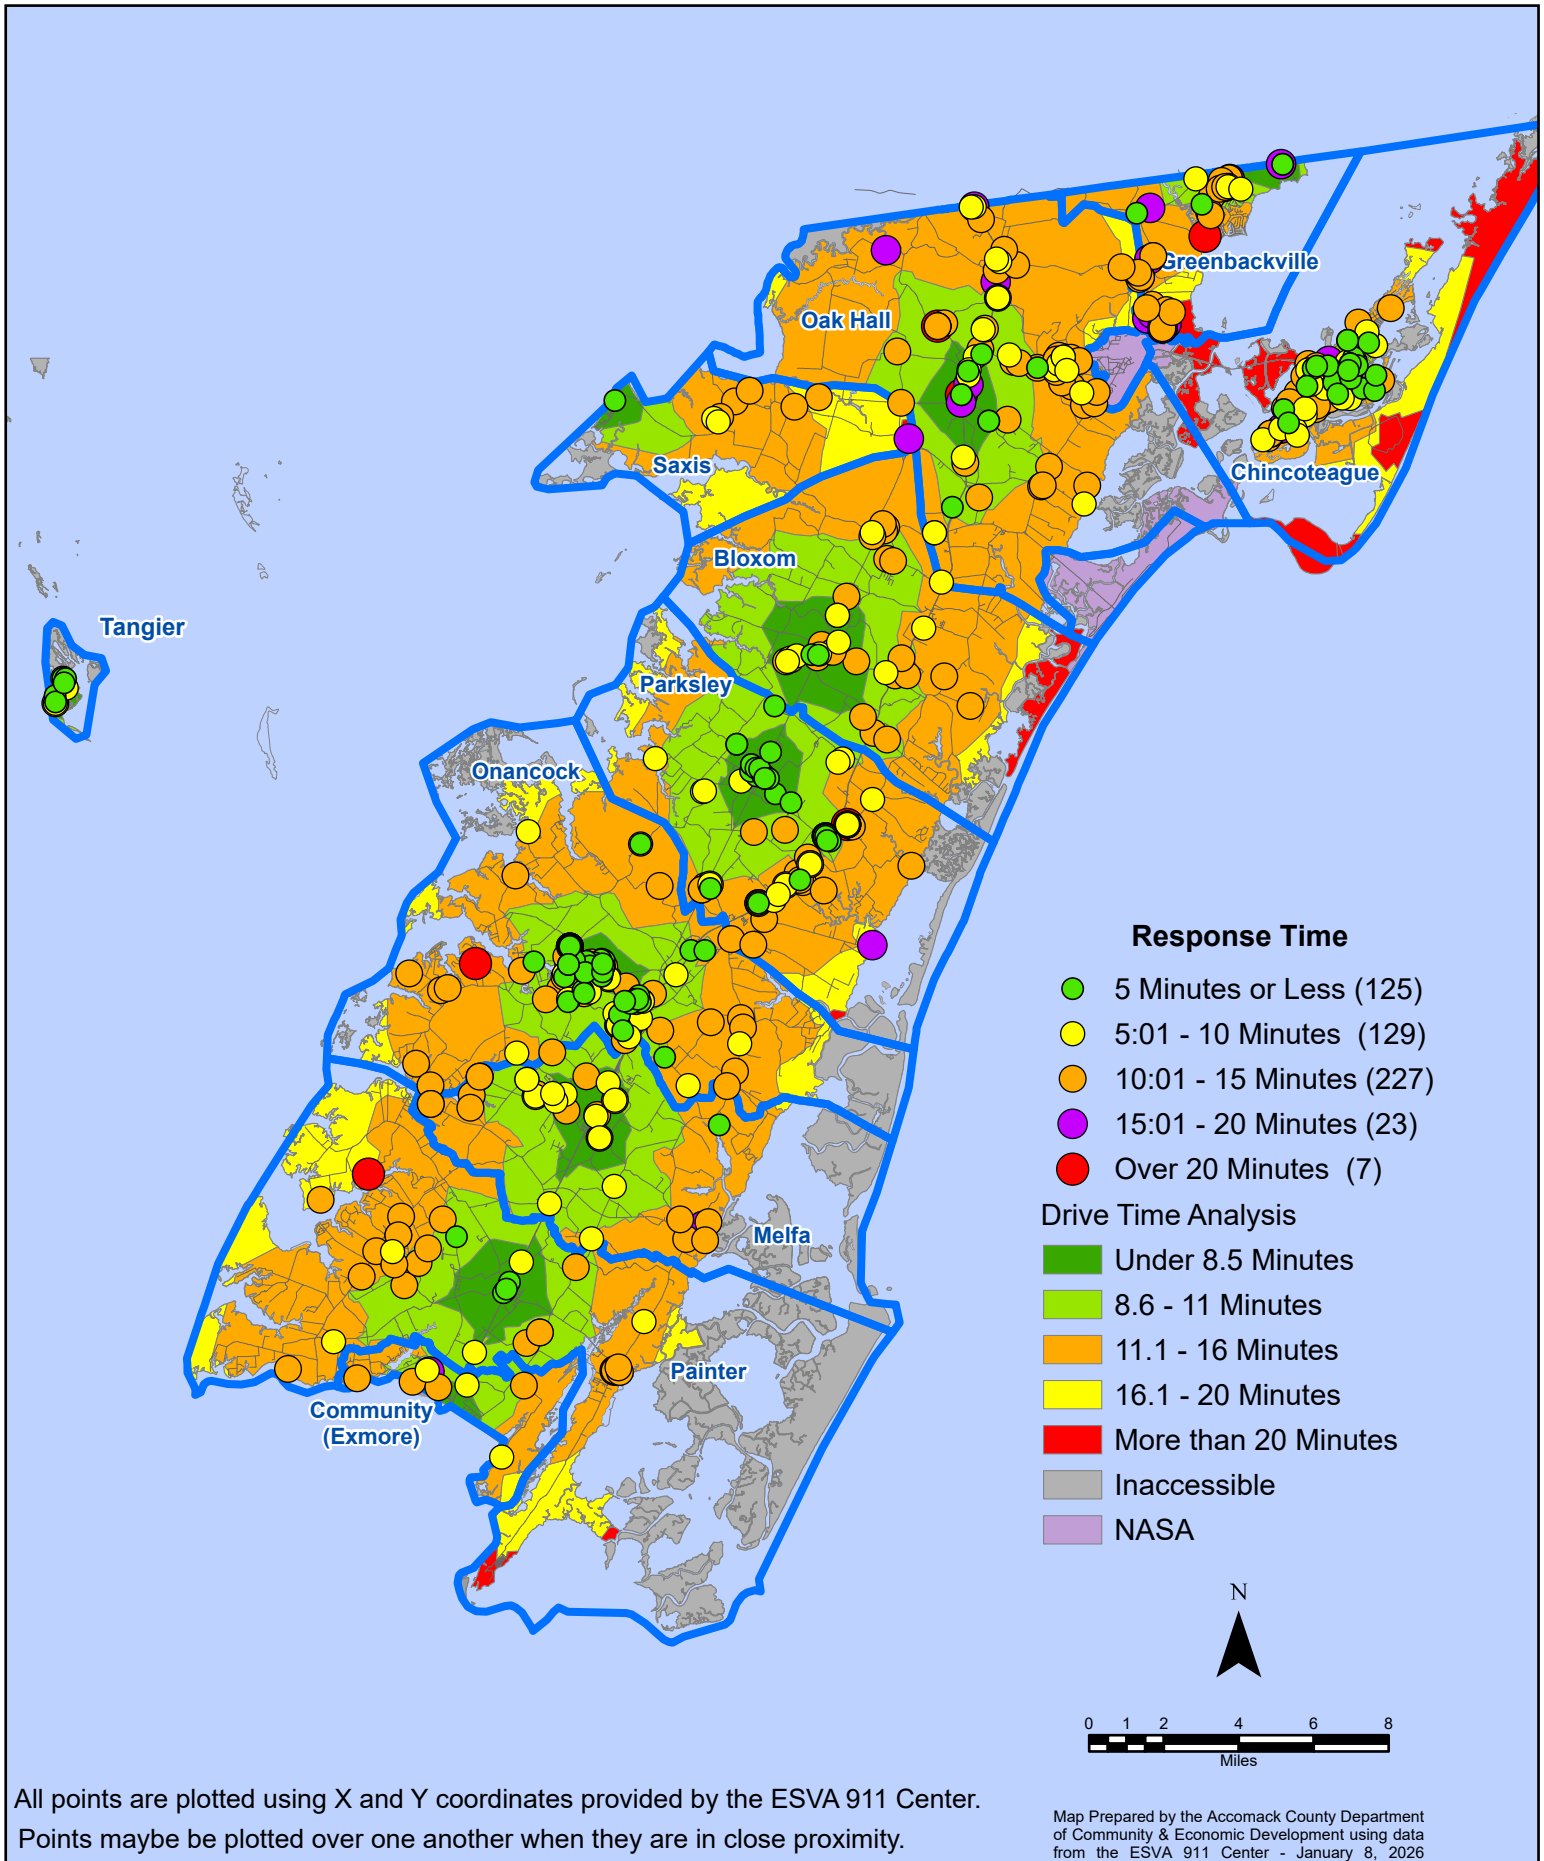 Greenbackville
Oak Hall
Saxis
Chincoteague
Bloxom
Tangier
Parksley
Onancock
Response Time
5 Minutes or Less (125)
5:01 - 10 Minutes (129)
10:01 - 15 Minutes (227)
15:01 - 20 Minutes (23)
Over 20 Minutes (7)
Drive Time Analysis
Under 8.5 Minutes
8.6 - 11 Minutes
11.1 - 16 Minutes
16.1 - 20 Minutes
More than 20 Minutes
Inaccessible
NASA
Melfa
Painter
Community
(Exmore)
N
0 1 2 4 6 8
Miles
All points are plotted using X and Y coordinates provided by the ESVA 911 Center.
Points maybe be plotted over one another when they are in close proximity.
Map Prepared by the Accomack County Department
of Community & Economic Development using data
from the ESVA 911 Center - January 8, 2026